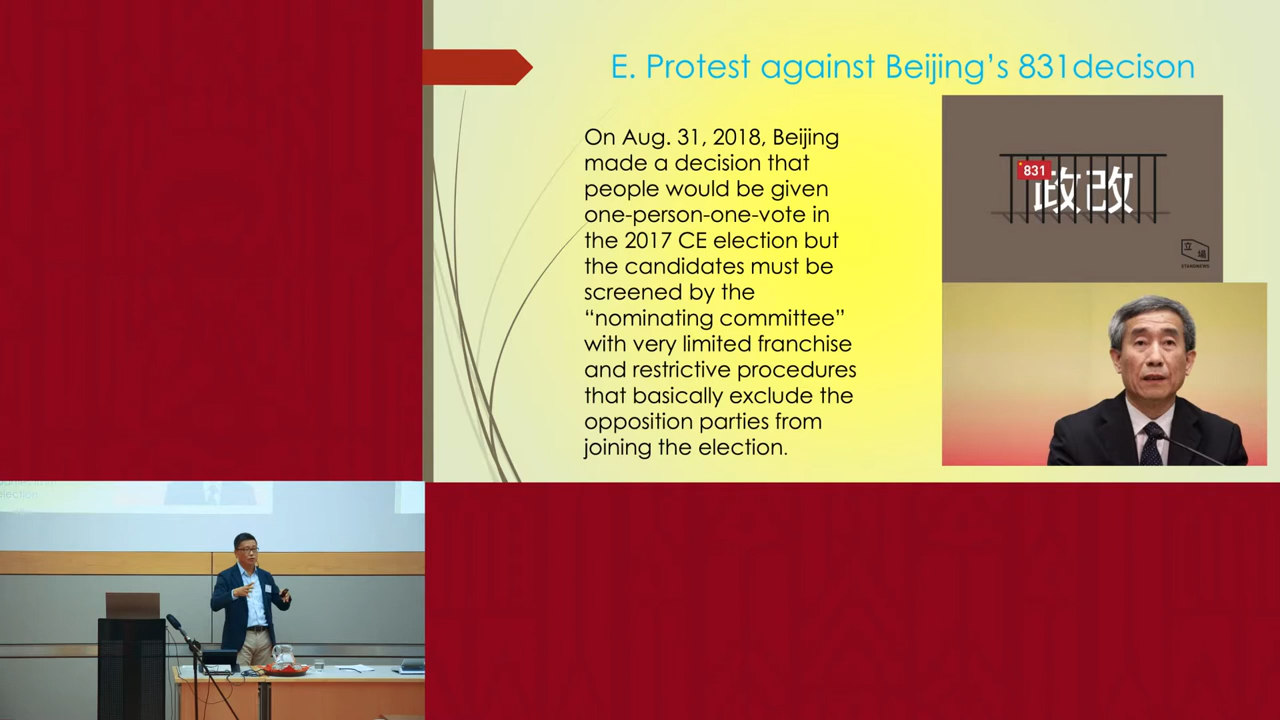 E. Protest against Beijing’s 831decison
On Aug. 31, 2018, Beijing
made a decision that
people would be given
one-person-one-vote in
the 2017 CE election but
the candidates must be
screened by the
“nominating committee”
with very limited franchise
and restrictive procedures
that basically exclude the
opposition parties from
joining the election.
831
政改
立場
STANDNEWS
election